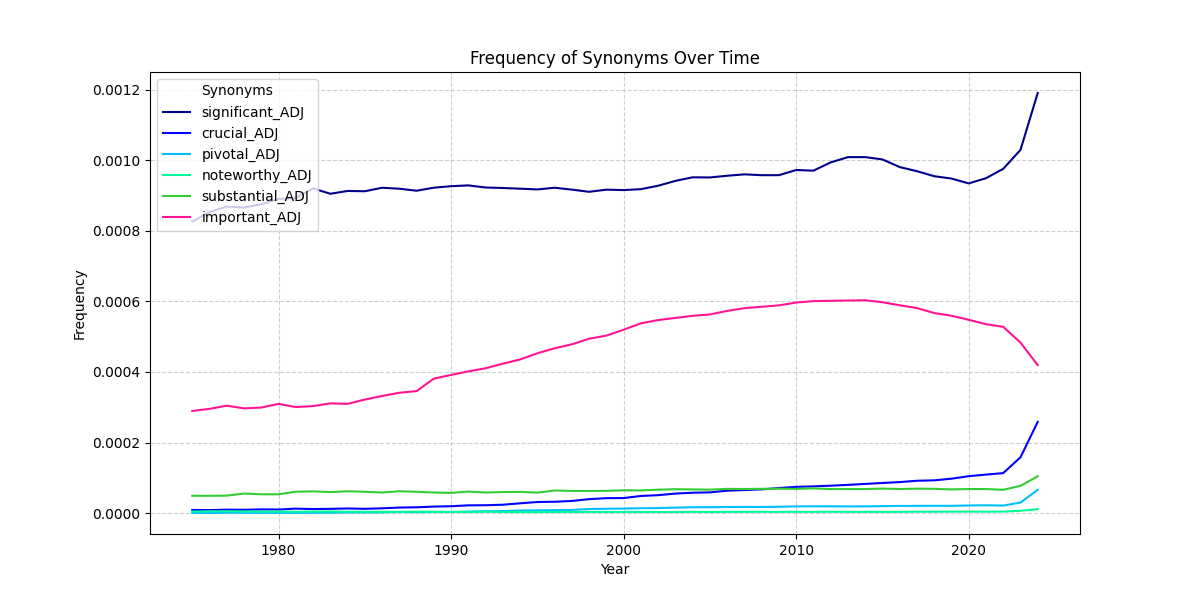 Frequency of Synonyms Over Time
0.0012
0.0010
0.0008
0.0006
0.0004
0.0002
0.0000
Frequency
Synonyms
significant_ADJ
crucial_ADJ
pivotal_ADJ
noteworthy_ADJ
substantial_ADJ
important_ADJ
1980 1990 2000 2010 2020
Year